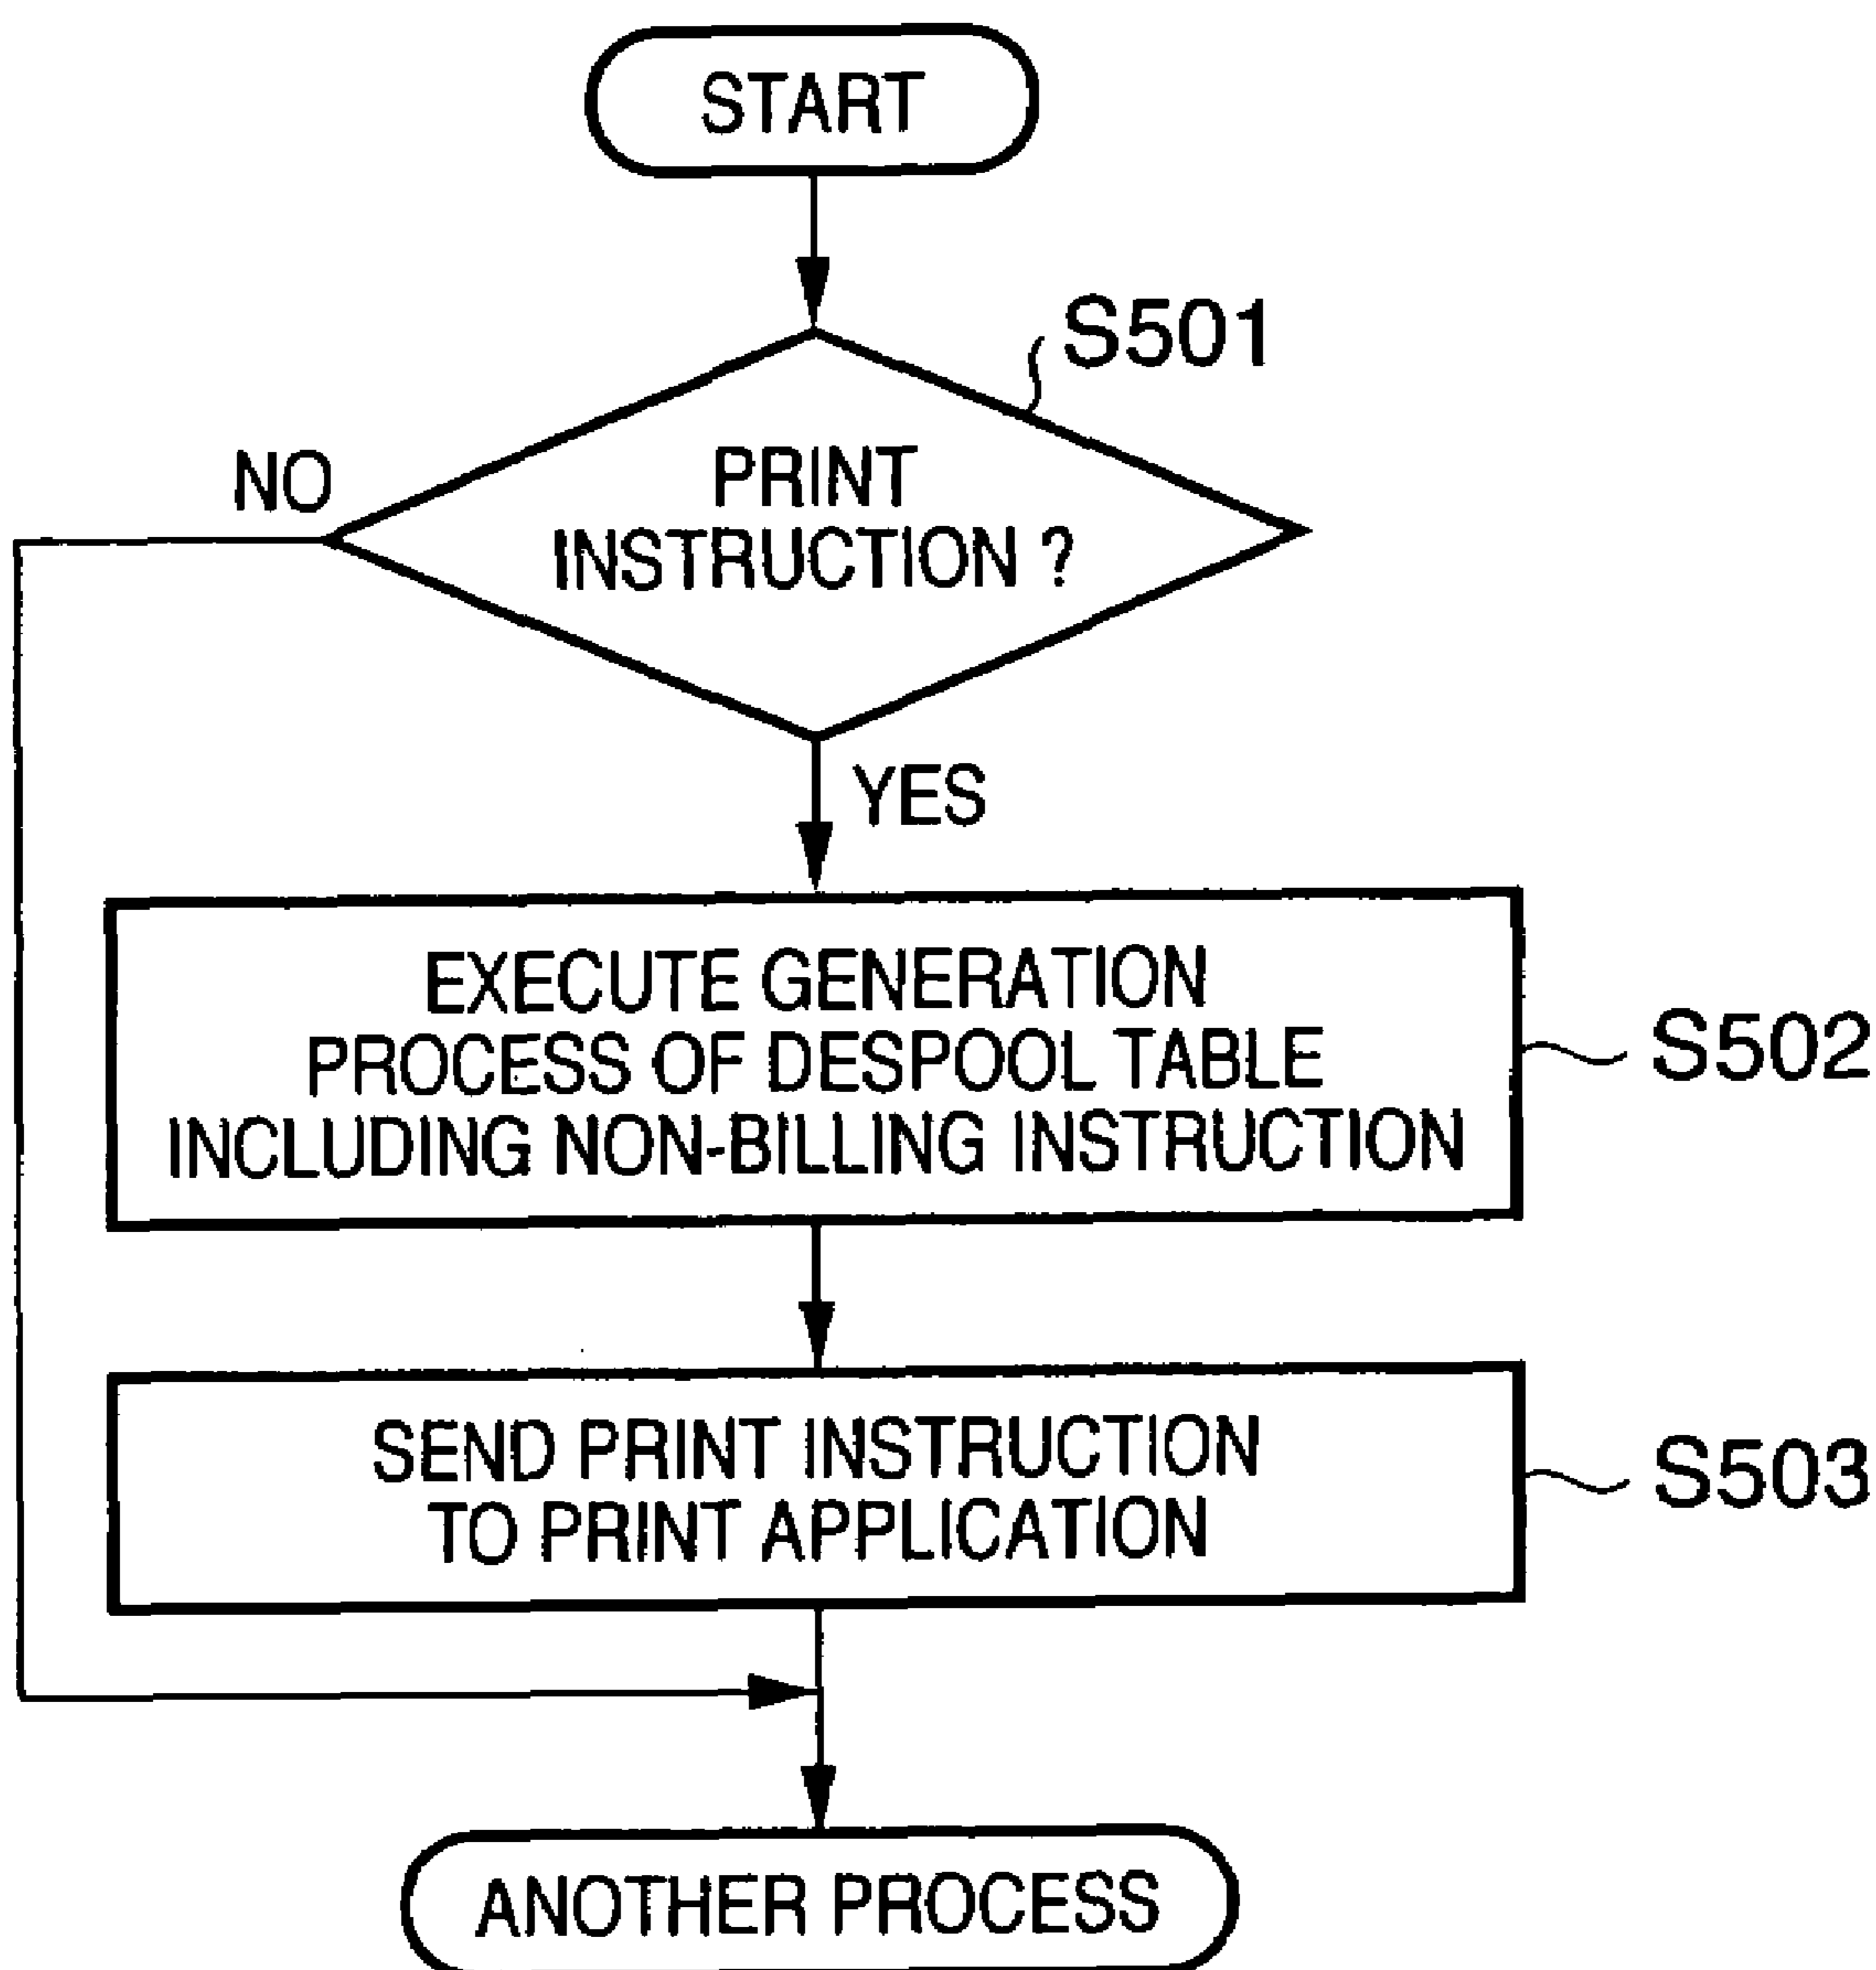 START
S501
NO
PRINT
INSTRUCTION ?
YES
EXECUTE GENERATION
PROCESS OF DESPOOL TABLE
INCLUDING NON-BILLING INSTRUCTION
S502
SEND PRINT INSTRUCTION
TO PRINT APPLICATION
S503
ANOTHER PROCESS